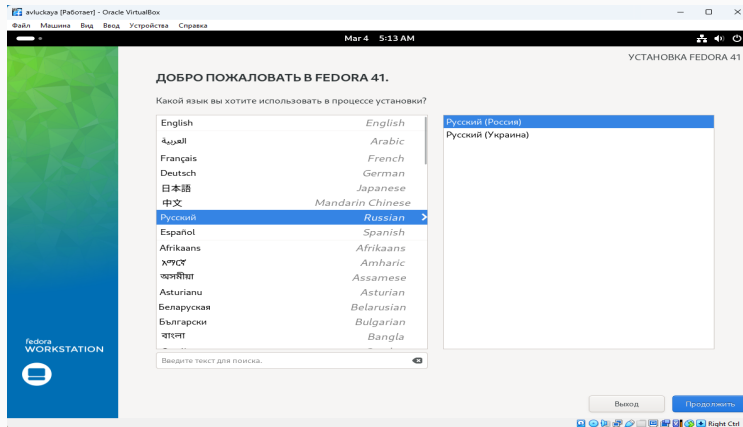 avluckaya [Работает] - Oracle VirtualBox
Файл Машина Вид Ввод Устройства Справка
Mar 4 5:13 AM
УСТАНОВКА FEDORA 41
ДОБРО ПОЖАЛОВАТЬ В FEDORA 41.
Какой язык вы хотите использовать в процессе установки?
English English
العربية Arabic
Français French
Deutsch German
日本語 Japanese
中文 Mandarin Chinese
Русский Russian
Español Spanish
Afrikaans Afrikaans
አማርኛ Amharic
অসমীয়া Assamese
Asturianu Asturian
Беларуская Belarusian
Български Bulgarian
বাংলা Bangla
Русский (Россия)
Русский (Украина)
Введите текст для поиска.
fedora
WORKSTATION
Выход Продолжить
Right Ctrl